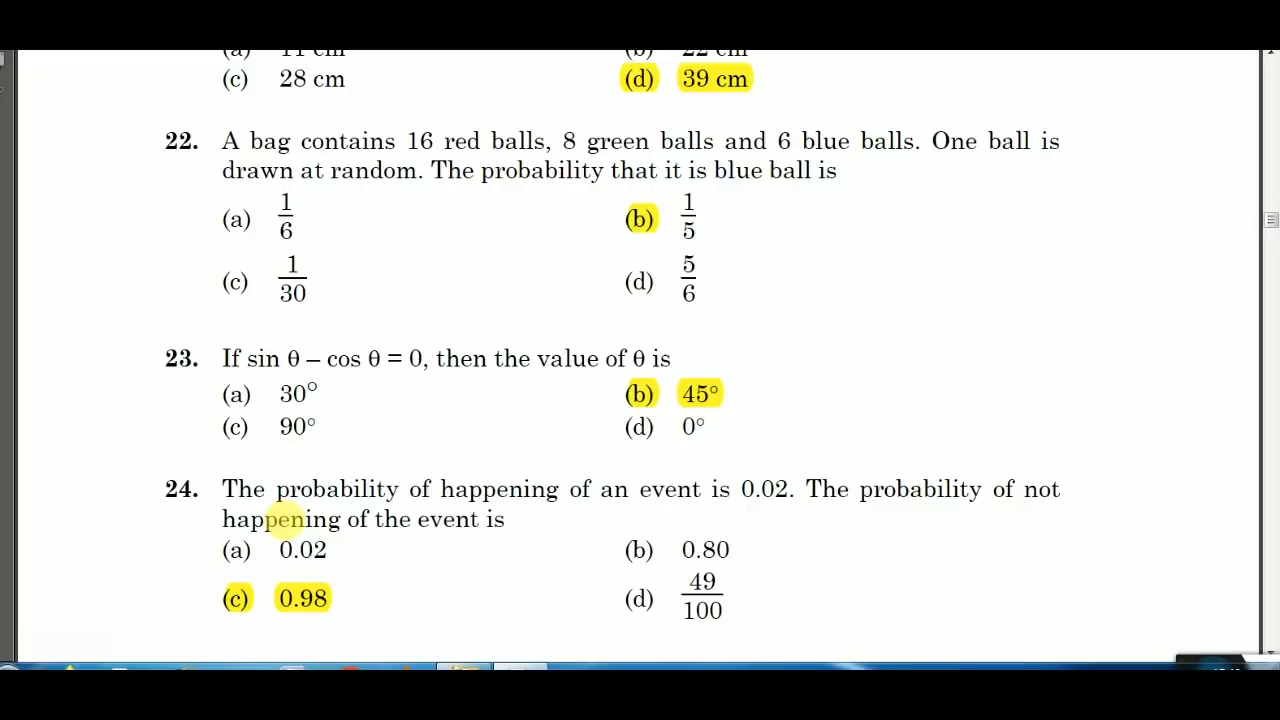 (a) 11 cm (b) 22 cm
(c) 28 cm (d) 39 cm
22. A bag contains 16 red balls, 8 green balls and 6 blue balls. One ball is
drawn at random. The probability that it is blue ball is
(a) 1/6 (b) 1/5
(c) 1/30 (d) 5/6
23. If sin θ – cos θ = 0, then the value of θ is
(a) 30° (b) 45°
(c) 90° (d) 0°
24. The probability of happening of an event is 0.02. The probability of not
happening of the event is
(a) 0.02 (b) 0.80
(c) 0.98 (d) 49/100